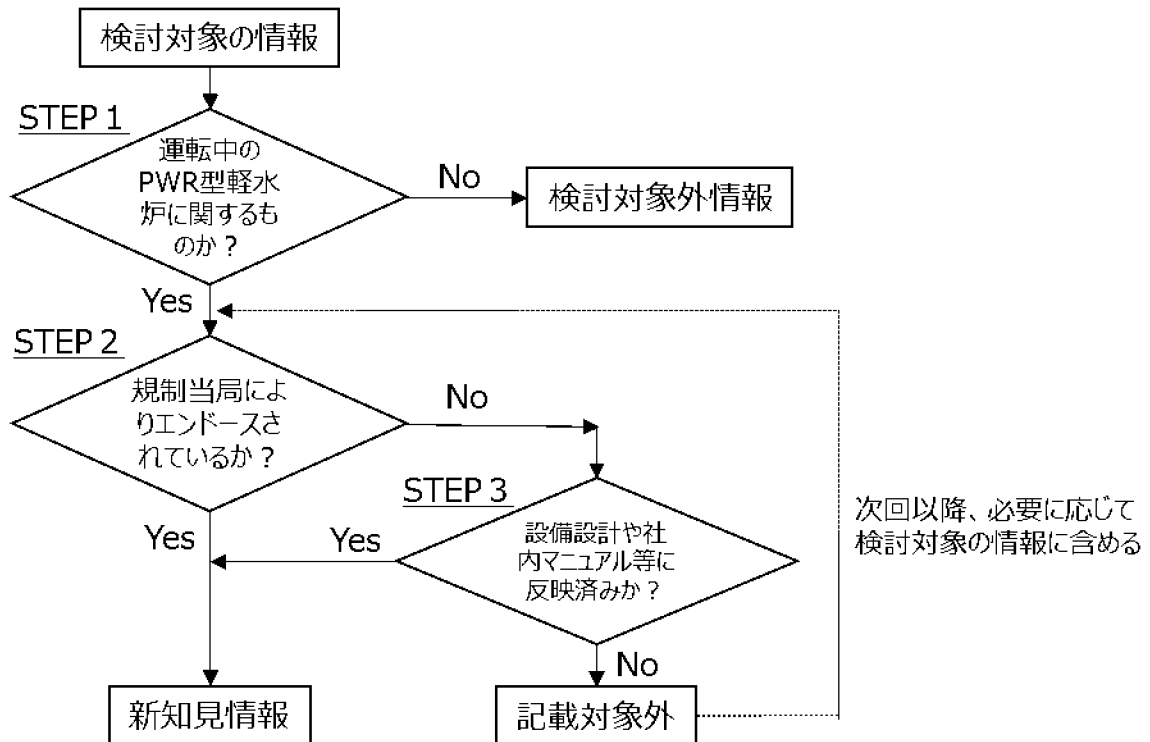 検討対象の情報
STEP 1
運転中の
PWR型軽水
炉に関するも
のか？
No
検討対象外情報
Yes
STEP 2
規制当局によ
りエンドースさ
れているか？
No
STEP 3
設備設計や社
内マニュアル等に
反映済みか？
Yes
Yes
次回以降、必要に応じて
検討対象の情報に含める
No
新知見情報
記載対象外